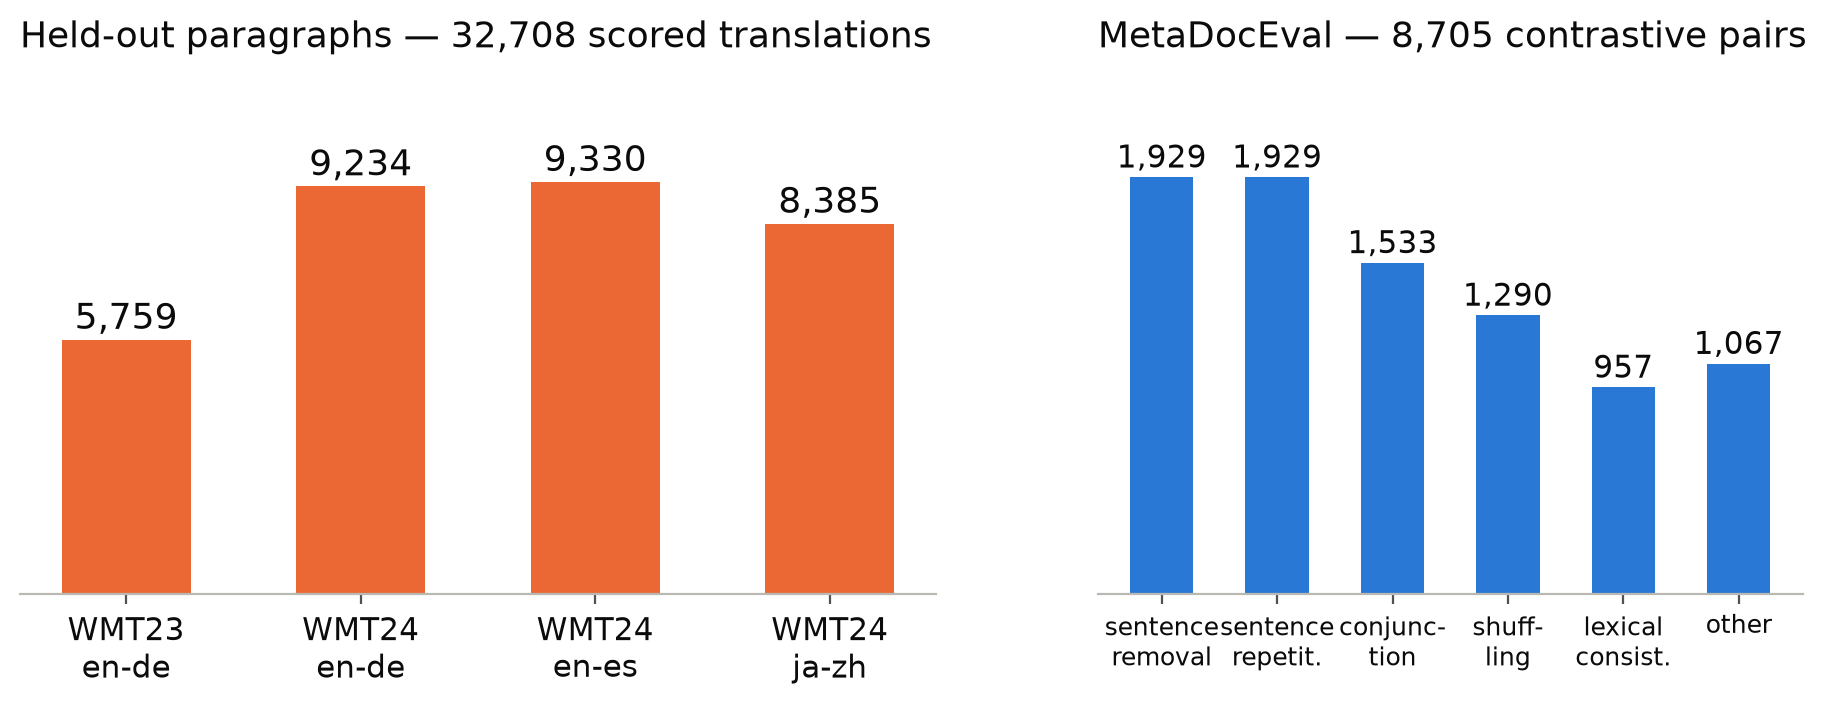 Held-out paragraphs — 32,708 scored translations
5,759
9,234
9,330
8,385
WMT23
en-de
WMT24
en-de
WMT24
en-es
WMT24
ja-zh
MetaDocEval — 8,705 contrastive pairs
1,929
1,929
1,533
1,290
957
1,067
sentence
removal
sentence
repetit.
conjunc-
tion
shuff-
ling
lexical
consist.
other